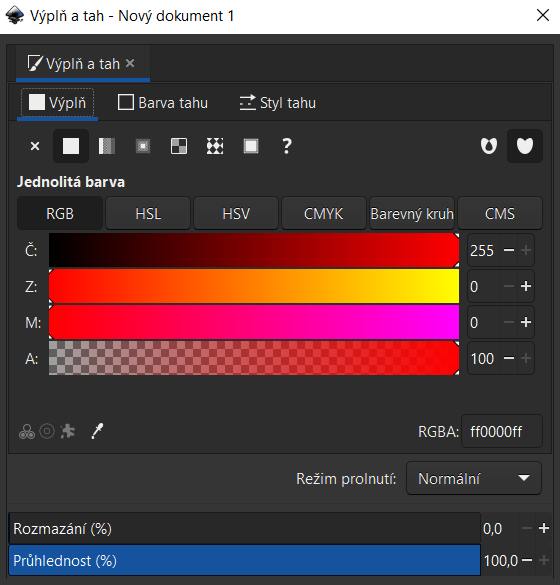 Výplň a tah - Nový dokument 1
Výplň a tah
Výplň Barva tahu Styl tahu
?
Jednolitá barva
RGB HSL HSV CMYK Barevný kruh CMS
Č: 255
Z: 0
M: 0
A: 100
RGBA: ff0000ff
Režim prolnutí: Normální
Rozmazání (%) 0,0
Průhlednost (%) 100,0